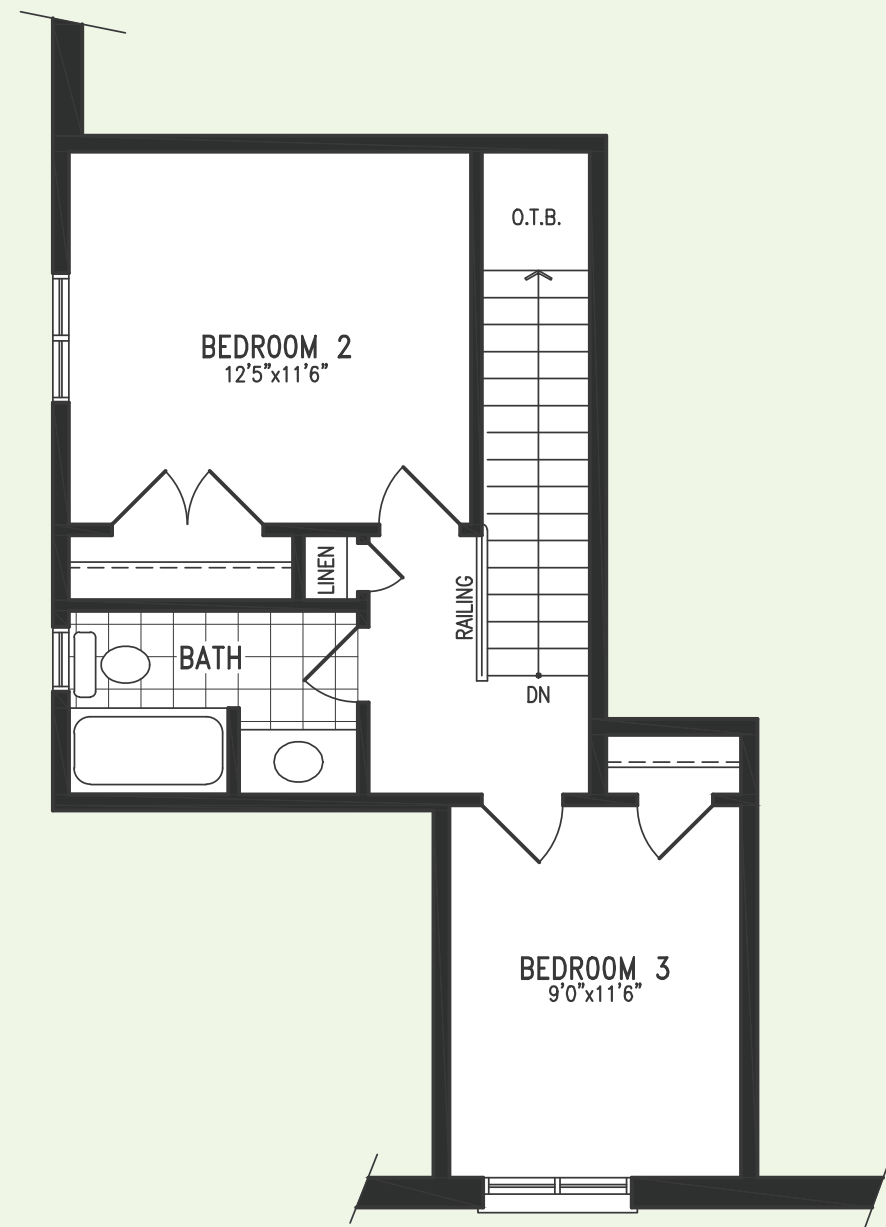 O.T.B.
BEDROOM 2
12'5"x11'6"
LINEN
RAILING
BATH
DN
BEDROOM 3
9'0"x11'6"